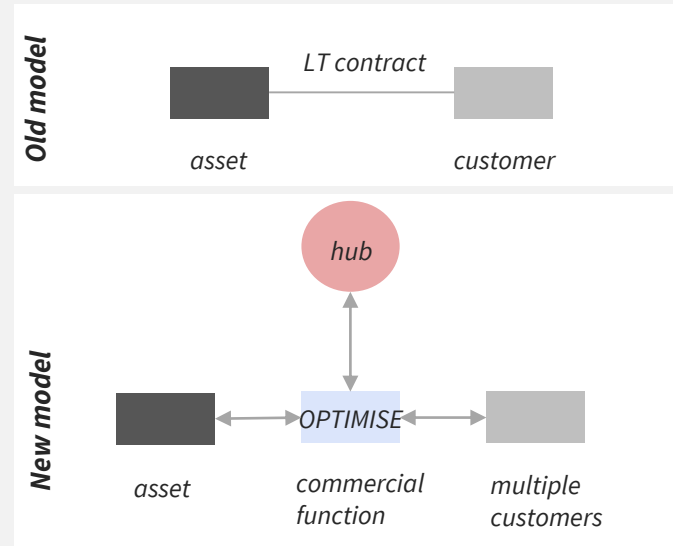 Old model
LT contract
asset
customer
New model
hub
OPTIMISE
asset
commercial
function
multiple
customers